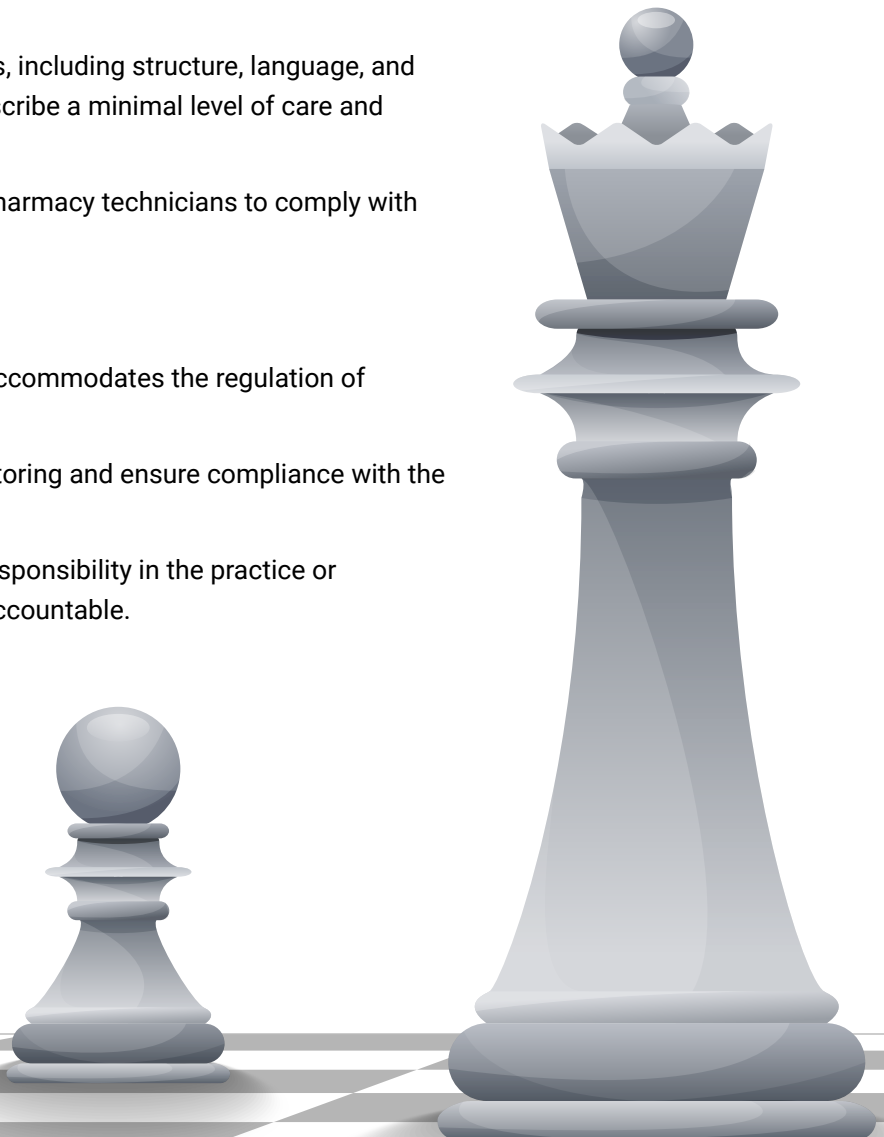 , including structure, language, and
cribe a minimal level of care and
armacy technicians to comply with
ccommodates the regulation of
toring and ensure compliance with the
sponsibility in the practice or
ccountable.